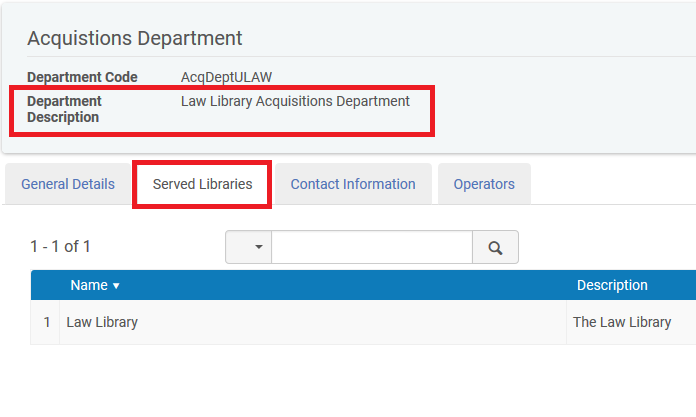 Acquistions Department
Department Code AcqDeptULAW
Department Law Library Acquisitions Department
Description
General Details Served Libraries Contact Information Operators
1 - 1 of 1
Name Description
1 Law Library The Law Library